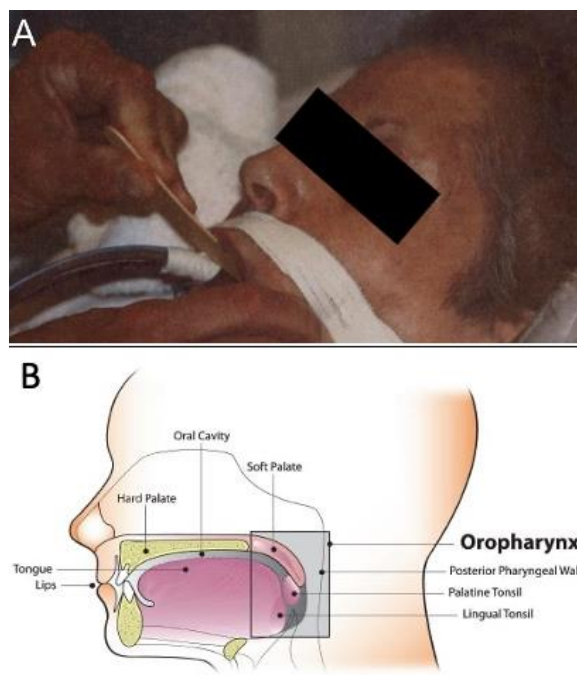 A
B
Oral Cavity
Soft Palate
Hard Palate
Oropharynx
Tongue
Posterior Pharyngeal Wal
Lips
Palatine Tonsil
Lingual Tonsil